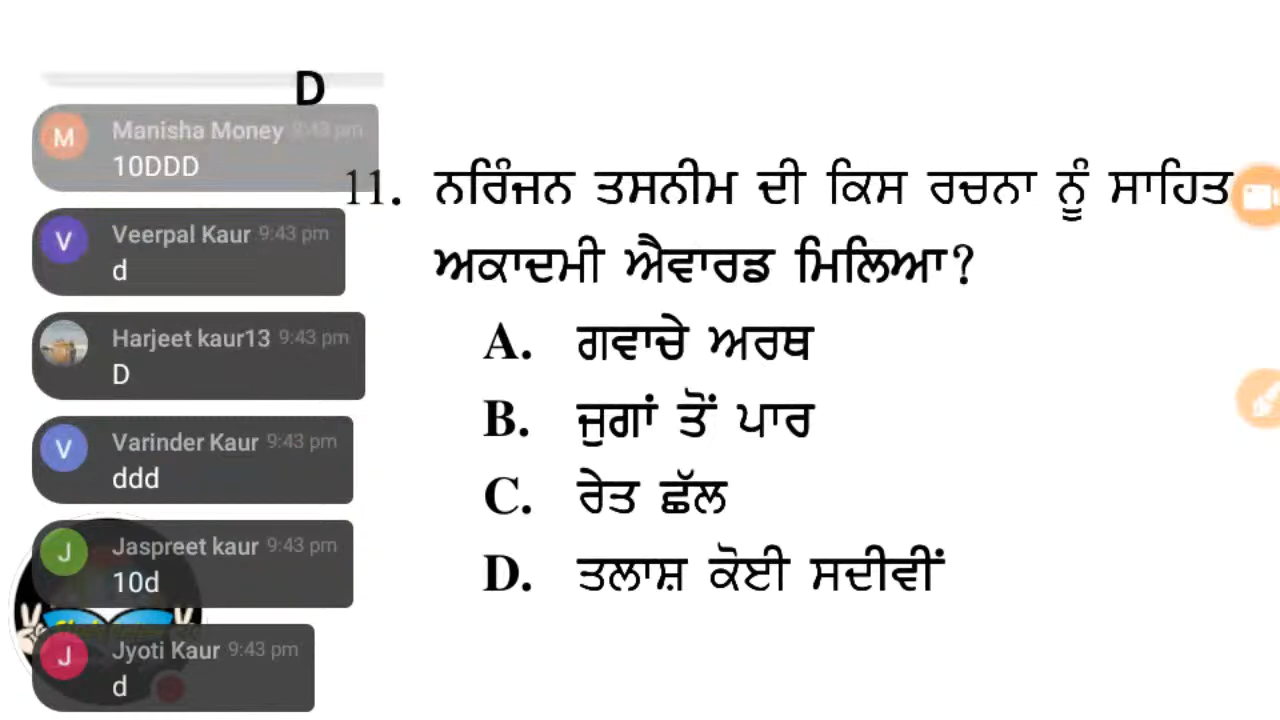 D
M Manisha Money 9:43 pm
10DDD
V Veerpal Kaur 9:43 pm
d
Harjeet kaur13 9:43 pm
D
V Varinder Kaur 9:43 pm
ddd
J Jaspreet kaur 9:43 pm
10d
J Jyoti Kaur 9:43 pm
d
11. ਨਰਿੰਜਨ ਤਸਨੀਮ ਦੀ ਕਿਸ ਰਚਨਾ ਨੂੰ ਸਾਹਿਤ
ਅਕਾਦਮੀ ਐਵਾਰਡ ਮਿਲਿਆ?
A. ਗਵਾਚੇ ਅਰਥ
B. ਜੁਗਾਂ ਤੋਂ ਪਾਰ
C. ਰੇਤ ਛੱਲ
D. ਤਲਾਸ਼ ਕੋਈ ਸਦੀਵੀਂ